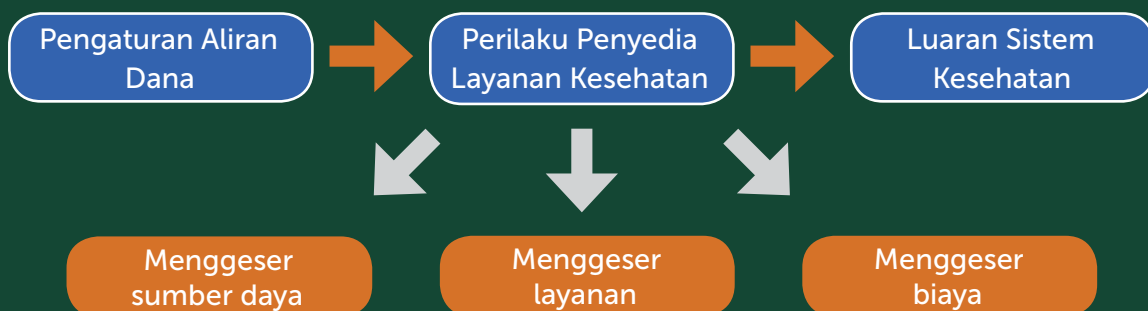 Pengaturan Aliran
Dana
Perilaku Penyedia
Layanan Kesehatan
Luaran Sistem
Kesehatan
Menggeser
sumber daya
Menggeser
layanan
Menggeser
biaya